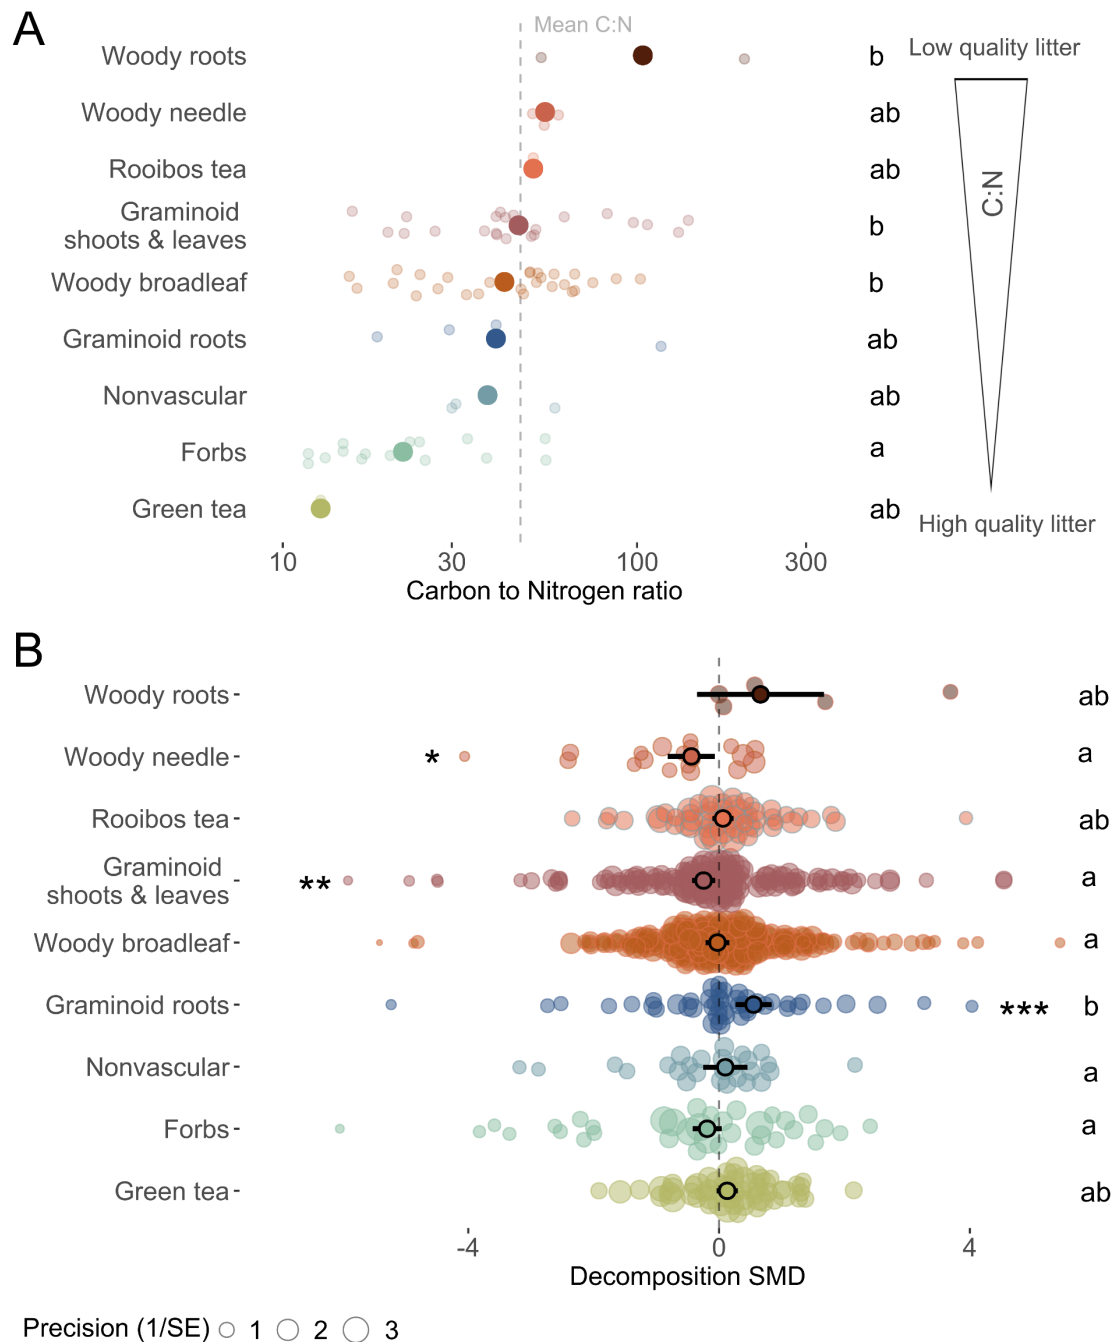 A
Mean C:N
Woody roots
b
Low quality litter
Woody needle
ab
Rooibos tea
ab
C:N
Graminoid
shoots & leaves
b
Woody broadleaf
b
Graminoid roots
ab
Nonvascular
ab
Forbs
a
Green tea
ab
High quality litter
10 30 100 300
Carbon to Nitrogen ratio
B
Woody roots
ab
Woody needle
*
a
Rooibos tea
ab
Graminoid
shoots & leaves
**
a
Woody broadleaf
a
Graminoid roots
***
b
Nonvascular
a
Forbs
a
Green tea
ab
-4 0 4
Decomposition SMD
Precision (1/SE) 1 2 3